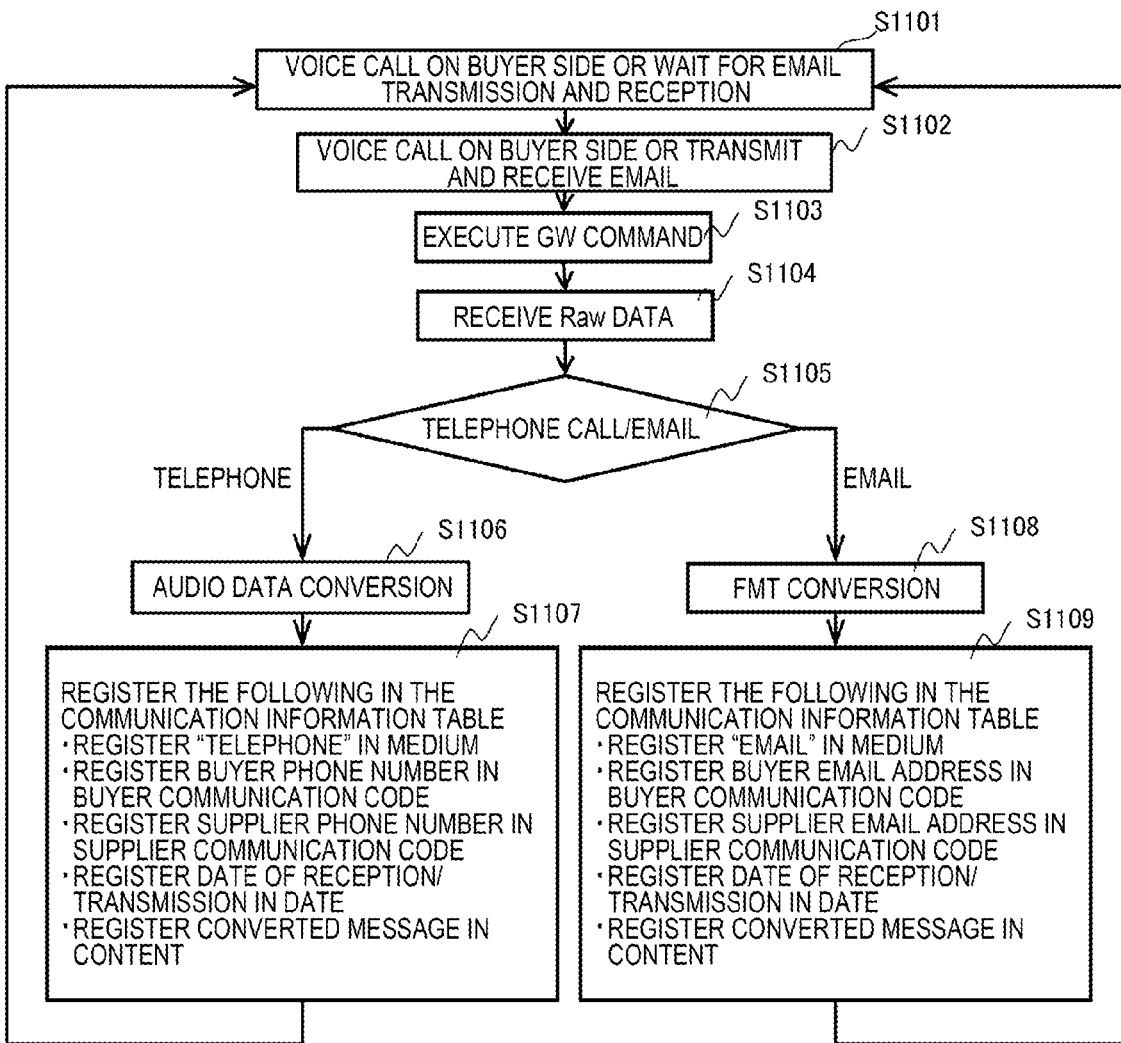 S1101
VOICE CALL ON BUYER SIDE OR WAIT FOR EMAIL
TRANSMISSION AND RECEPTION
S1102
VOICE CALL ON BUYER SIDE OR TRANSMIT
AND RECEIVE EMAIL
S1103
EXECUTE GW COMMAND
S1104
RECEIVE Raw DATA
S1105
TELEPHONE CALL/EMAIL
TELEPHONE
EMAIL
S1106
AUDIO DATA CONVERSION
S1108
FMT CONVERSION
S1107
REGISTER THE FOLLOWING IN THE
COMMUNICATION INFORMATION TABLE
・REGISTER “TELEPHONE” IN MEDIUM
・REGISTER BUYER PHONE NUMBER IN
BUYER COMMUNICATION CODE
・REGISTER SUPPLIER PHONE NUMBER IN
SUPPLIER COMMUNICATION CODE
・REGISTER DATE OF RECEPTION/
TRANSMISSION IN DATE
・REGISTER CONVERTED MESSAGE IN
CONTENT
S1109
REGISTER THE FOLLOWING IN THE
COMMUNICATION INFORMATION TABLE
・REGISTER “EMAIL” IN MEDIUM
・REGISTER BUYER EMAIL ADDRESS IN
BUYER COMMUNICATION CODE
・REGISTER SUPPLIER EMAIL ADDRESS IN
SUPPLIER COMMUNICATION CODE
・REGISTER DATE OF RECEPTION/
TRANSMISSION IN DATE
・REGISTER CONVERTED MESSAGE IN
CONTENT